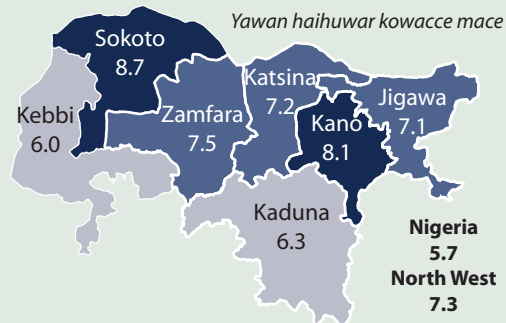 Yawan haihuwar kowacce mace
Sokoto
8.7
Katsina
7.2
Jigawa
7.1
Kebbi
6.0
Zamfara
7.5
Kano
8.1
Kaduna
6.3
Nigeria
5.7
North West
7.3